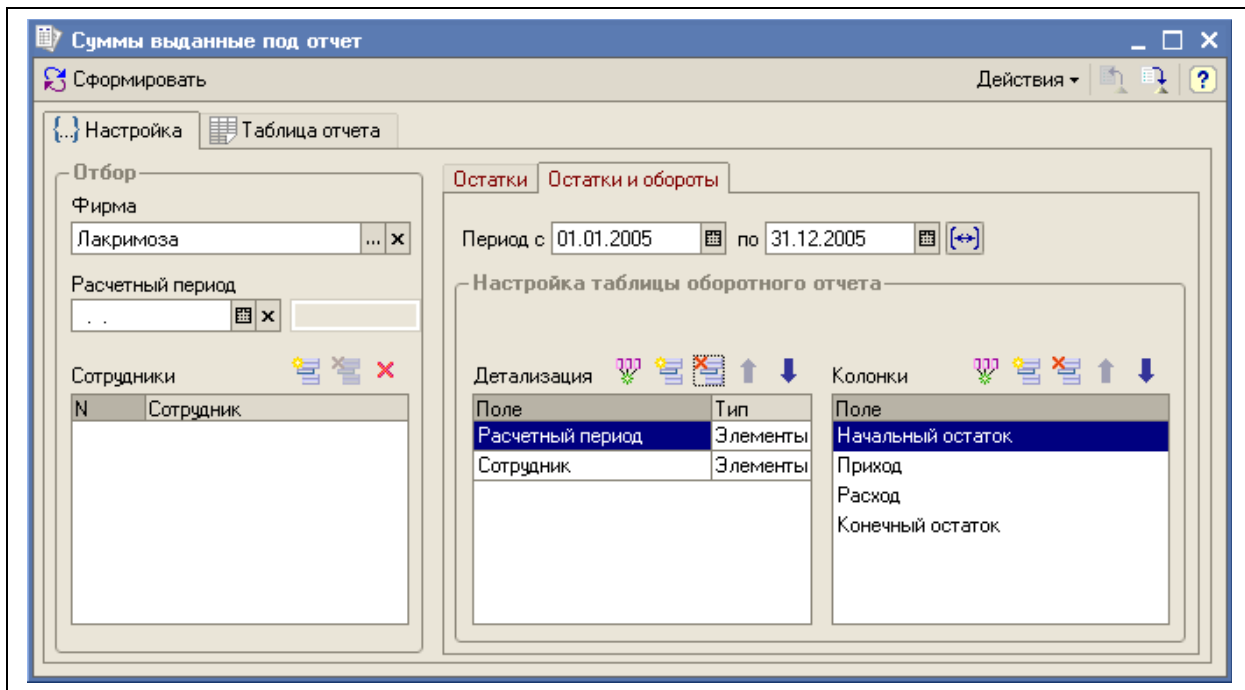 Суммы выданные под отчет
Сформировать
Действия
{...} Настройка
Таблица отчета
Отбор
Фирма
Лакримоза
...
Расчетный период
. .
Сотрудники
N Сотрудник
Остатки
Остатки и обороты
Период с 01.01.2005 по 31.12.2005
Настройка таблицы оборотного отчета
Детализация
Поле Тип
Расчетный период Элементы
Сотрудник Элементы
Колонки
Поле
Начальный остаток
Приход
Расход
Конечный остаток